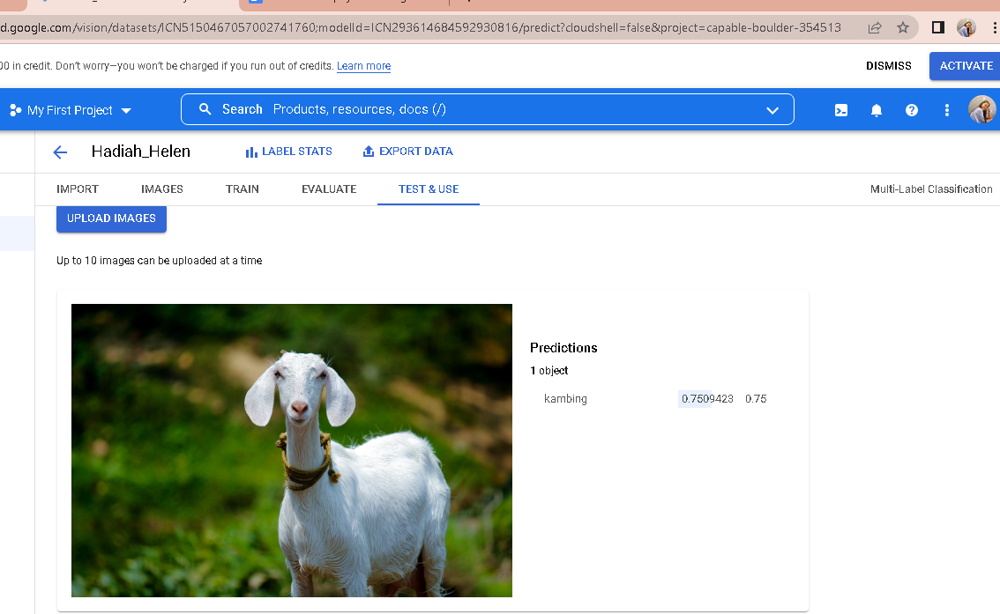 d.google.com/vision/datasets/ICN5150467057002741760;modelId=ICN293614684592930816/predict?cloudshell=false&project=capable-boulder-354513
00 in credit. Don't worry—you won't be charged if you run out of credits. Learn more
DISMISS
ACTIVATE
My First Project
Search Products, resources, docs (/)
Hadiah_Helen
LABEL STATS
EXPORT DATA
IMPORT
IMAGES
TRAIN
EVALUATE
TEST & USE
Multi-Label Classification
UPLOAD IMAGES
Up to 10 images can be uploaded at a time
Predictions
1 object
kambing 0.7509423 0.75